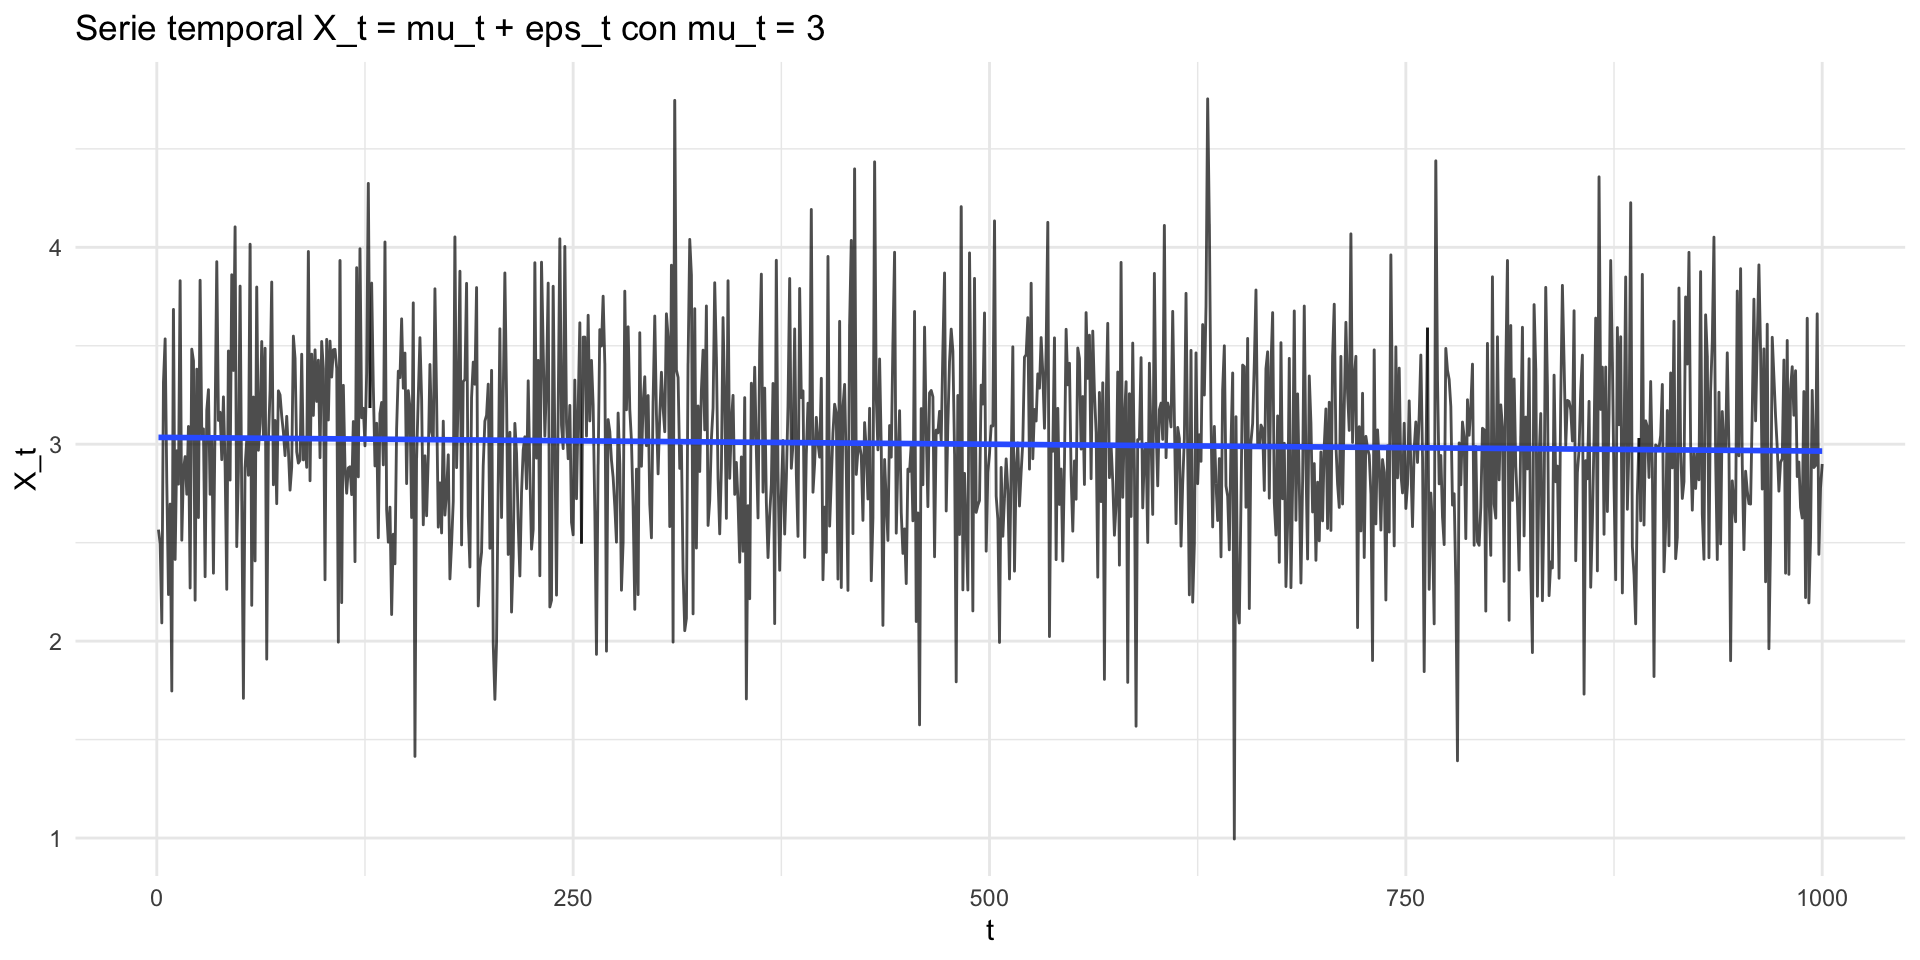 Serie temporal X_t = mu_t + eps_t con mu_t = 3
X_t
4
3
2
1
0 250 500 750 1000
t